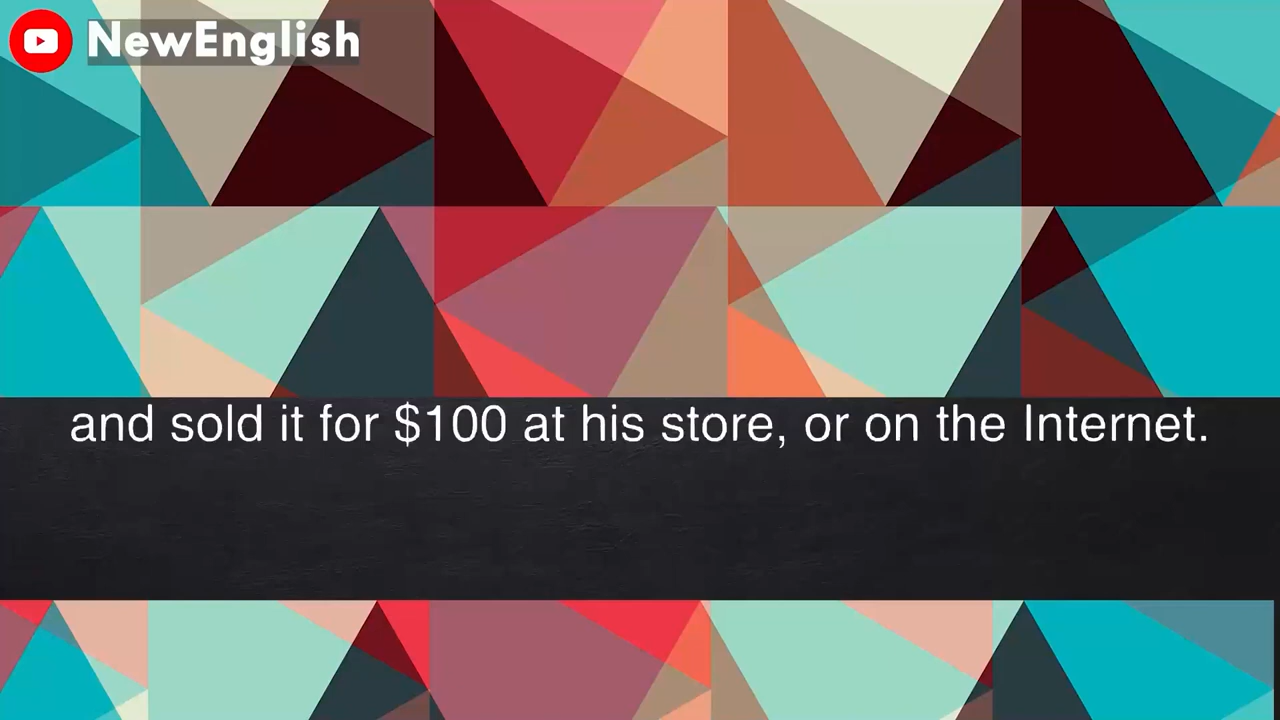 NewEnglish
and sold it for $100 at his store, or on the Internet.